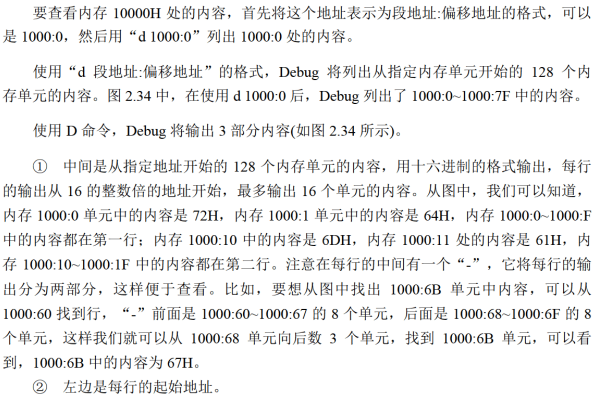 要查看内存 10000H 处的内容，首先将这个地址表示为段地址:偏移地址的格式，可以
是 1000:0，然后用“d 1000:0”列出 1000:0 处的内容。
使用“d 段地址:偏移地址”的格式，Debug 将列出从指定内存单元开始的 128 个内
存单元的内容。图 2.34 中，在使用 d 1000:0 后，Debug 列出了 1000:0~1000:7F 中的内容。
使用 D 命令，Debug 将输出 3 部分内容(如图 2.34 所示)。
① 中间是从指定地址开始的 128 个内存单元的内容，用十六进制的格式输出，每行
的输出从 16 的整数倍的地址开始，最多输出 16 个单元的内容。从图中，我们可以知道，
内存 1000:0 单元中的内容是 72H，内存 1000:1 单元中的内容是 64H，内存 1000:0~1000:F
中的内容都在第一行；内存 1000:10 中的内容是 6DH，内存 1000:11 处的内容是 61H，内
存 1000:10~1000:1F 中的内容都在第二行。注意在每行的中间有一个“-”，它将每行的输
出分为两部分，这样便于查看。比如，要想从图中找出 1000:6B 单元中内容，可以从
1000:60 找到行，“-”前面是 1000:60~1000:67 的 8 个单元，后面是 1000:68~1000:6F 的 8
个单元，这样我们就可以从 1000:68 单元向后数 3 个单元，找到 1000:6B 单元，可以看
到，1000:6B 中的内容为 67H。
② 左边是每行的起始地址。